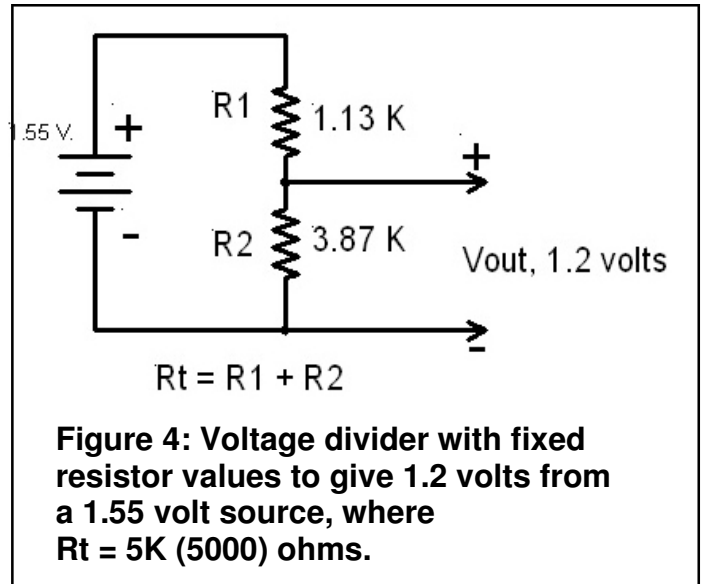 1.55 V.
+
-
R1
1.13 K
R2
3.87 K
+
Vout, 1.2 volts
-
Rt = R1 + R2
Figure 4: Voltage divider with fixed
resistor values to give 1.2 volts from
a 1.55 volt source, where
Rt = 5K (5000) ohms.